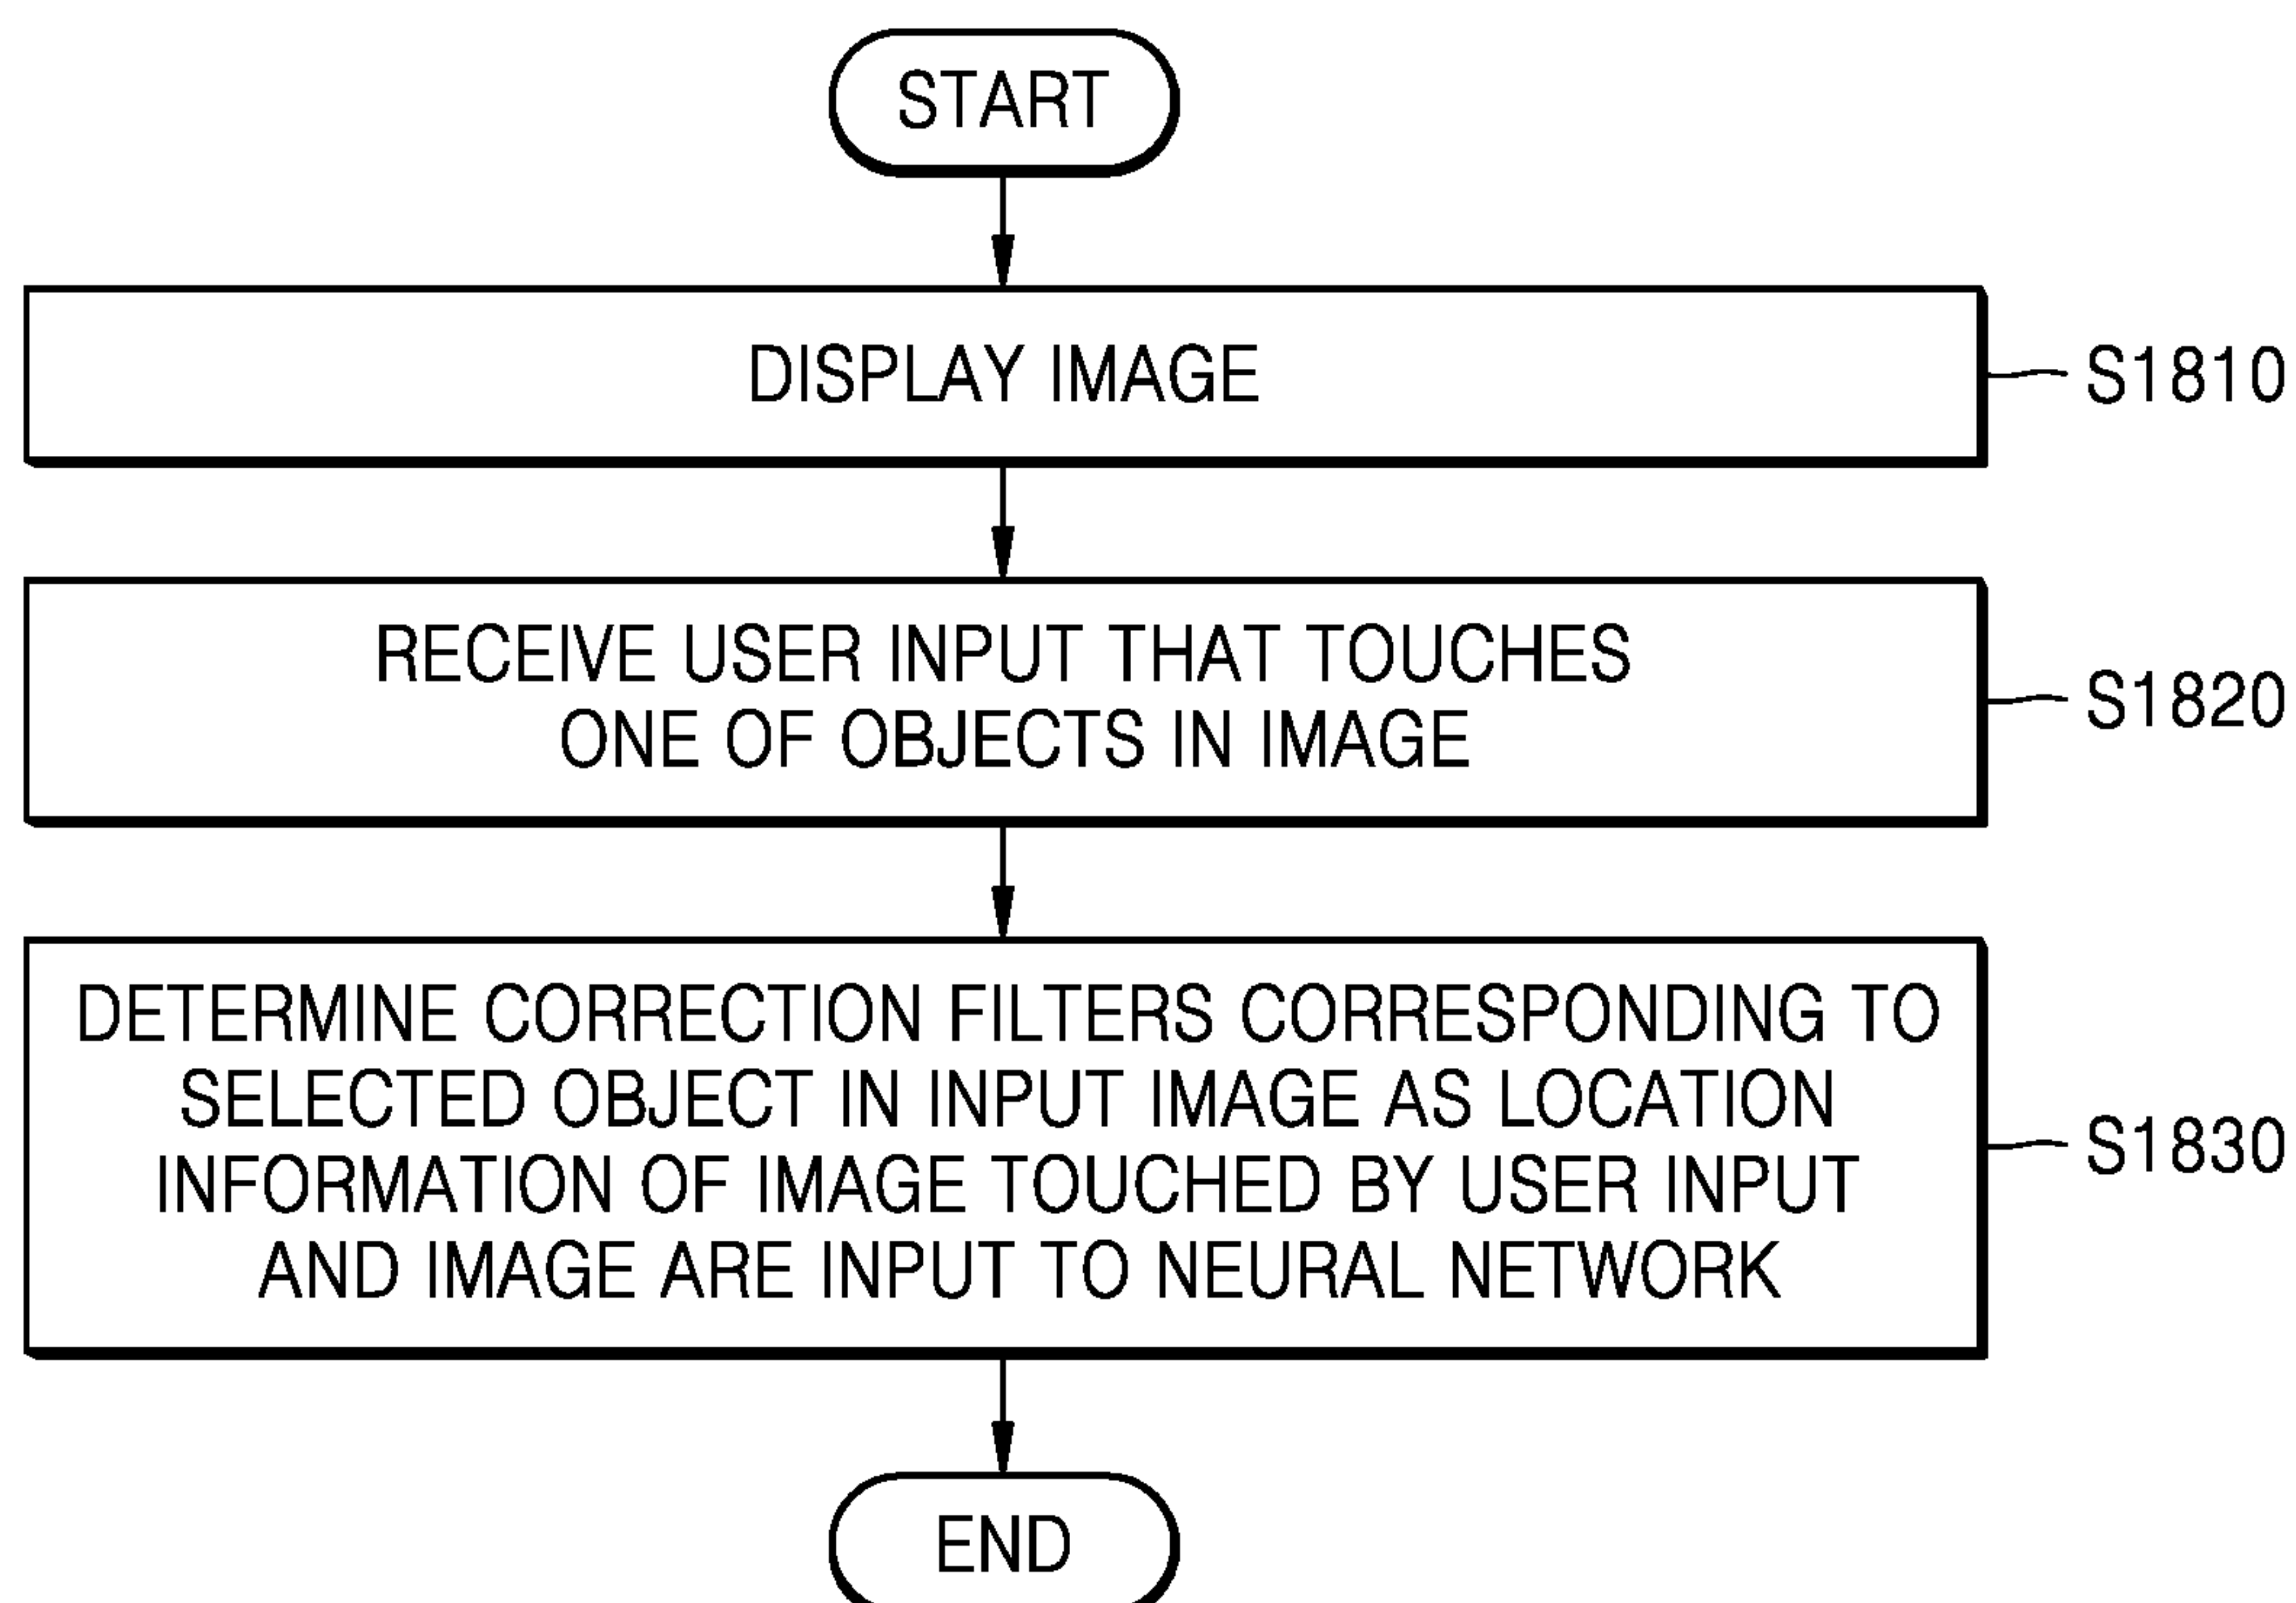 START
DISPLAY IMAGE
S1810
RECEIVE USER INPUT THAT TOUCHES
ONE OF OBJECTS IN IMAGE
S1820
DETERMINE CORRECTION FILTERS CORRESPONDING TO
SELECTED OBJECT IN INPUT IMAGE AS LOCATION
INFORMATION OF IMAGE TOUCHED BY USER INPUT
AND IMAGE ARE INPUT TO NEURAL NETWORK
S1830
END